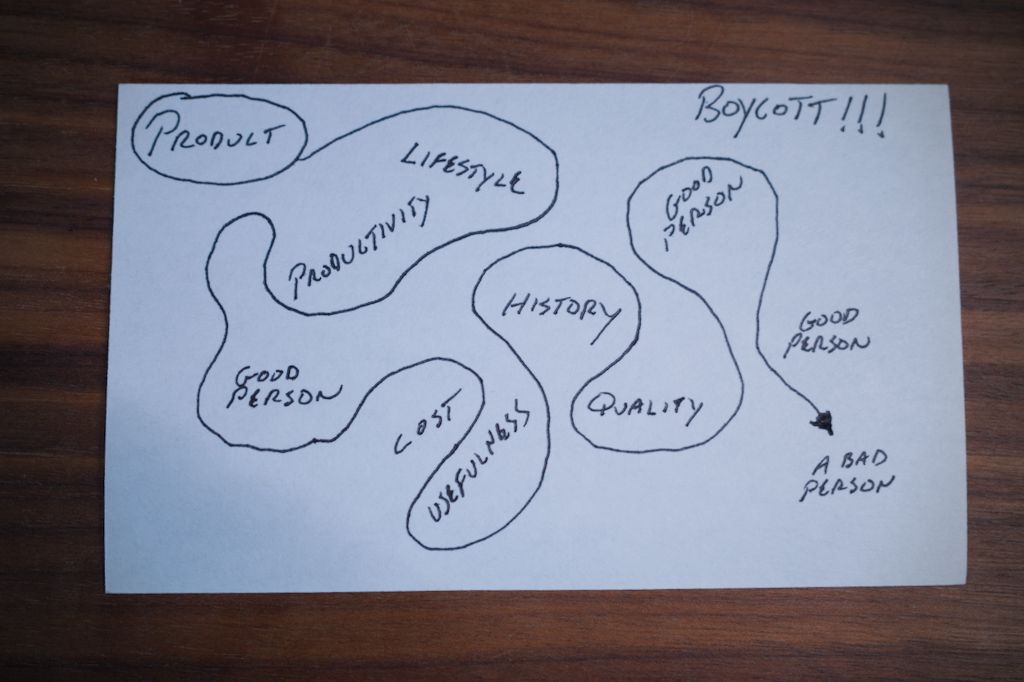 PRODUCT
BOYCOTT!!!
LIFESTYLE
PRODUCTIVITY
GOOD
PERSON
COST
USEFULNESS
HISTORY
QUALITY
GOOD
PERSON
GOOD
PERSON
A BAD
PERSON